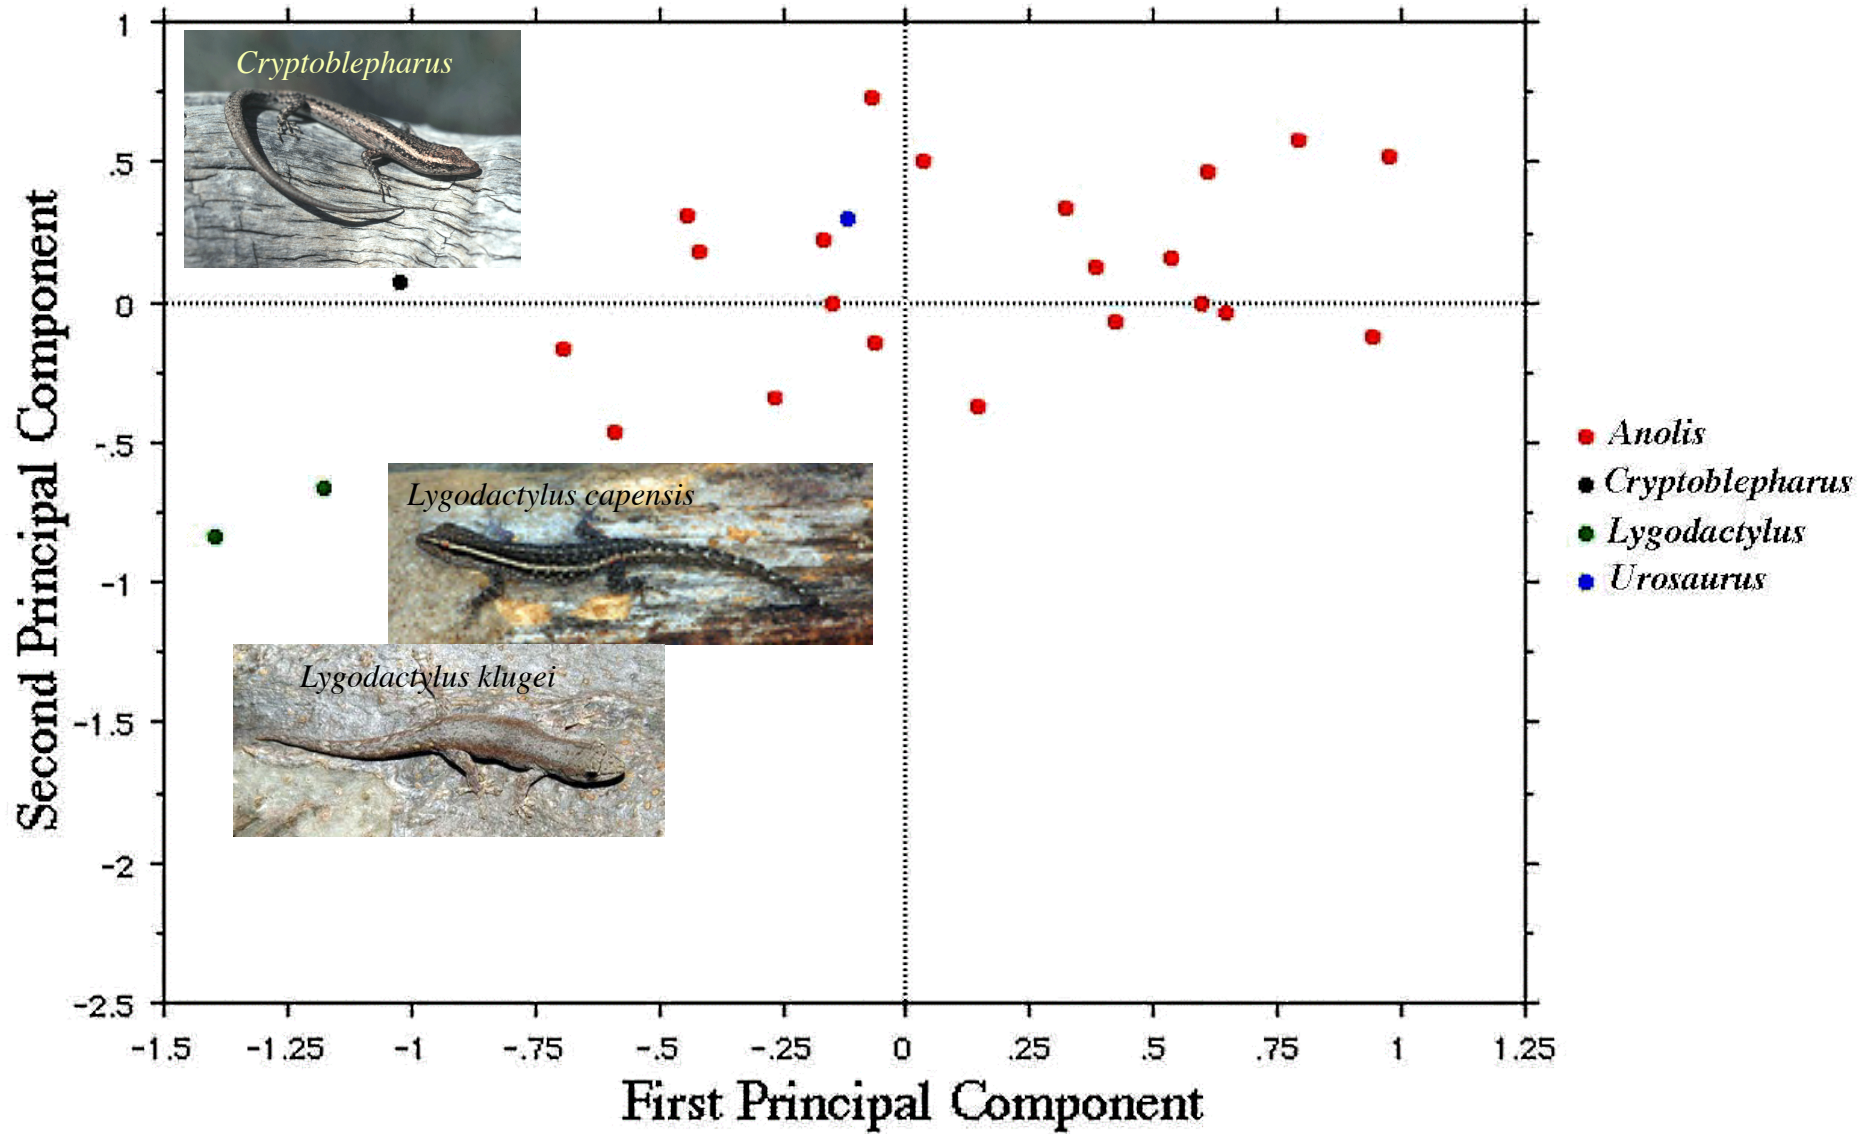 1
.5
0
-.5
-1
-1.5
-2
-2.5
Second Principal Component
Cryptoblepharus
Lygodactylus capensis
Lygodactylus klugei
Anolis
Cryptoblepharus
Lygodactylus
Urosaurus
-1.5 -1.25 -1 -.75 -.5 -.25 0 .25 .5 .75 1 1.25
First Principal Component